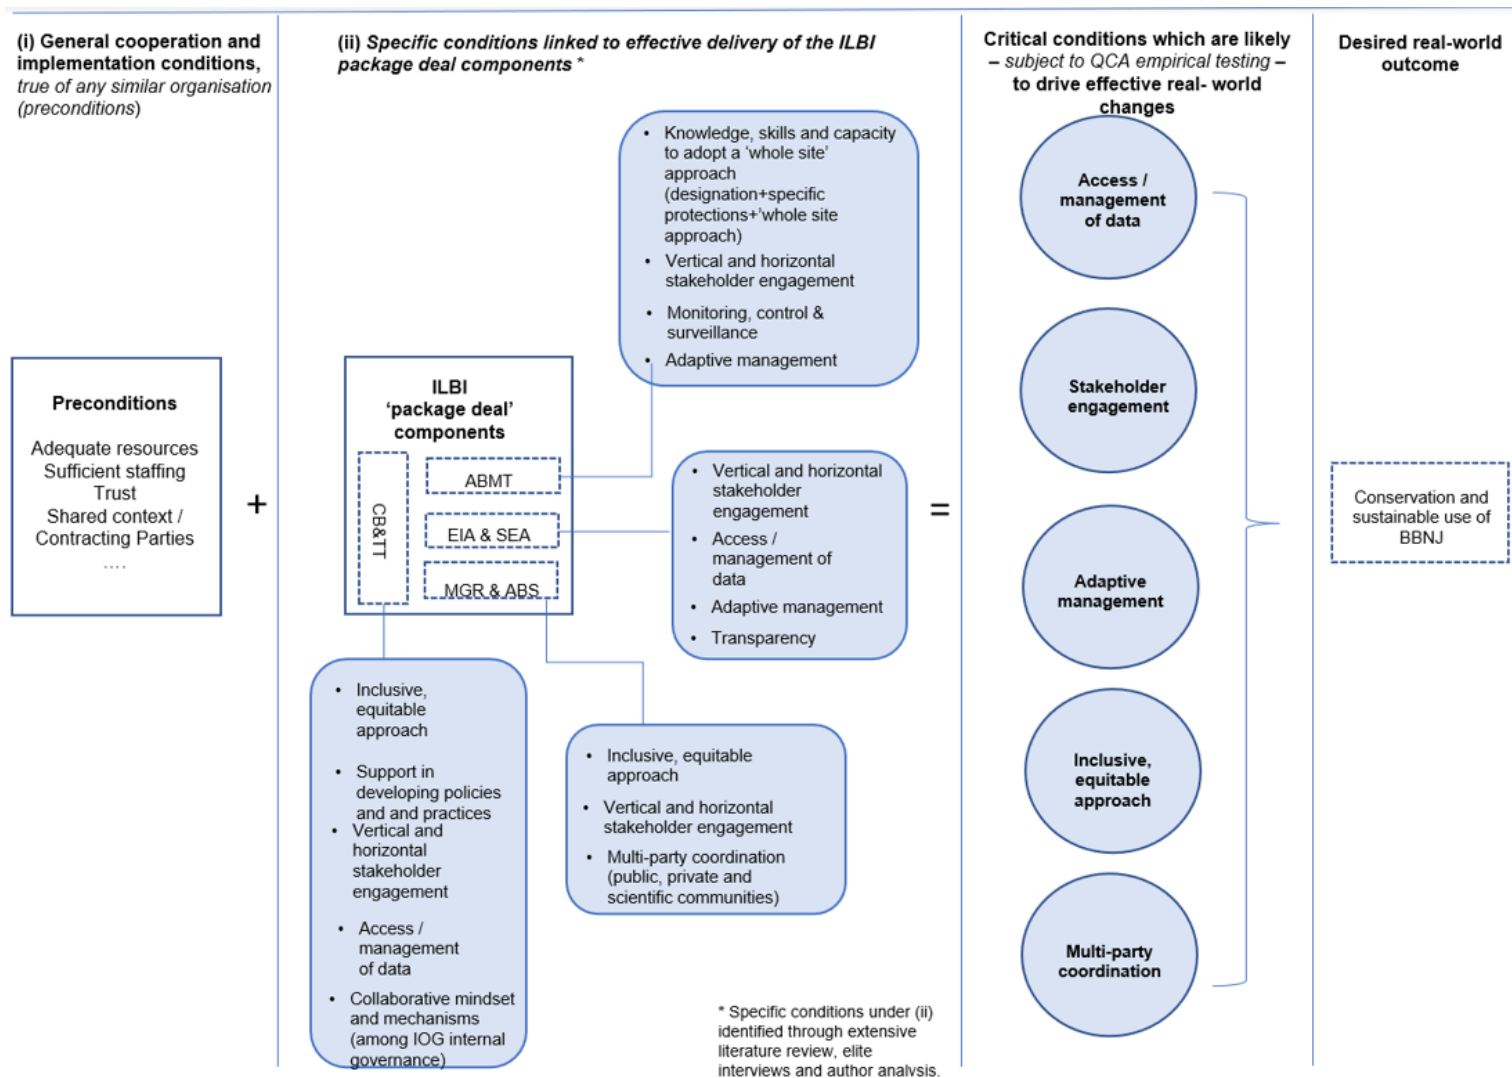 (i) General cooperation and
implementation conditions,
true of any similar organisation
(preconditions)
(ii) Specific conditions linked to effective delivery of the ILBI
package deal components *
Critical conditions which are likely
– subject to QCA empirical testing –
to drive effective real- world
changes
Desired real-world
outcome
Preconditions
Adequate resources
Sufficient staffing
Trust
Shared context /
Contracting Parties
....
+
ILBI
‘package deal’
components
CB&TT
ABMT
EIA & SEA
MGR & ABS
• Knowledge, skills and capacity
to adopt a ‘whole site’
approach
(designation+specific
protections+’whole site
approach)
• Vertical and horizontal
stakeholder engagement
• Monitoring, control &
surveillance
• Adaptive management
• Vertical and horizontal
stakeholder
engagement
• Access /
management of
data
• Adaptive management
• Transparency
• Inclusive,
equitable
approach
• Support in
developing policies
and and practices
• Vertical and
horizontal
stakeholder
engagement
• Access /
management
of data
• Collaborative mindset
and mechanisms
(among IOG internal
governance)
• Inclusive, equitable
approach
• Vertical and horizontal
stakeholder engagement
• Multi-party coordination
(public, private and
scientific communities)
* Specific conditions under (ii)
identified through extensive
literature review, elite
interviews and author analysis.
=
Access /
management
of data
Stakeholder
engagement
Adaptive
management
Inclusive,
equitable
approach
Multi-party
coordination
Conservation and
sustainable use of
BBNJ